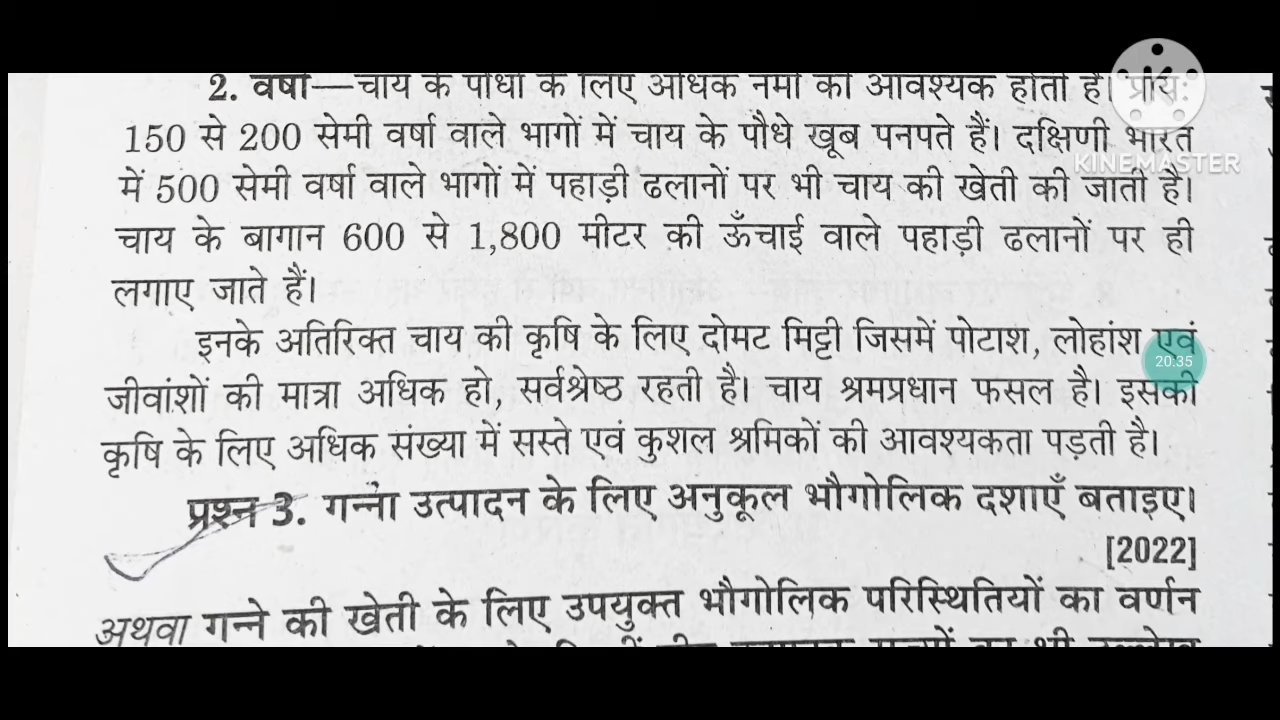 2. वर्षा—चाय के पौधों के लिए अधिक नमी की आवश्यक होती है। प्रायः
150 से 200 सेमी वर्षा वाले भागों में चाय के पौधे खूब पनपते हैं। दक्षिणी भारत
KINEMASTER
में 500 सेमी वर्षा वाले भागों में पहाड़ी ढलानों पर भी चाय की खेती की जाती है।
चाय के बागान 600 से 1,800 मीटर की ऊँचाई वाले पहाड़ी ढलानों पर ही
लगाए जाते हैं।
इनके अतिरिक्त चाय की कृषि के लिए दोमट मिट्टी जिसमें पोटाश, लोहांश एवं
20:35
जीवांशों की मात्रा अधिक हो, सर्वश्रेष्ठ रहती है। चाय श्रमप्रधान फसल है। इसकी
कृषि के लिए अधिक संख्या में सस्ते एवं कुशल श्रमिकों की आवश्यकता पड़ती है।
प्रश्न 3. गन्ना उत्पादन के लिए अनुकूल भौगोलिक दशाएँ बताइए।
[2022]
अथवा गन्ने की खेती के लिए उपयुक्त भौगोलिक परिस्थितियों का वर्णन